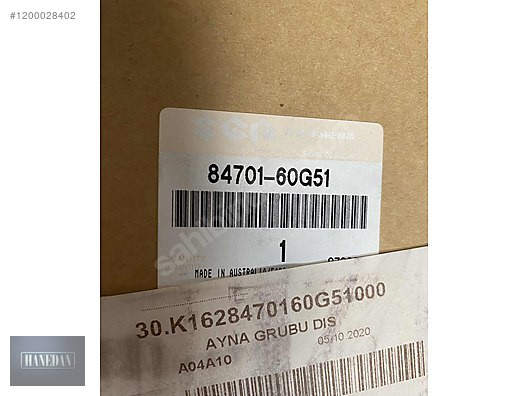 #1200028402
84701-60G51
1
MADE IN AUSTRALIA
30.K1628470160G51000
AYNA GRUBU DIS
05.10.2020
A04A10
HANEDAN